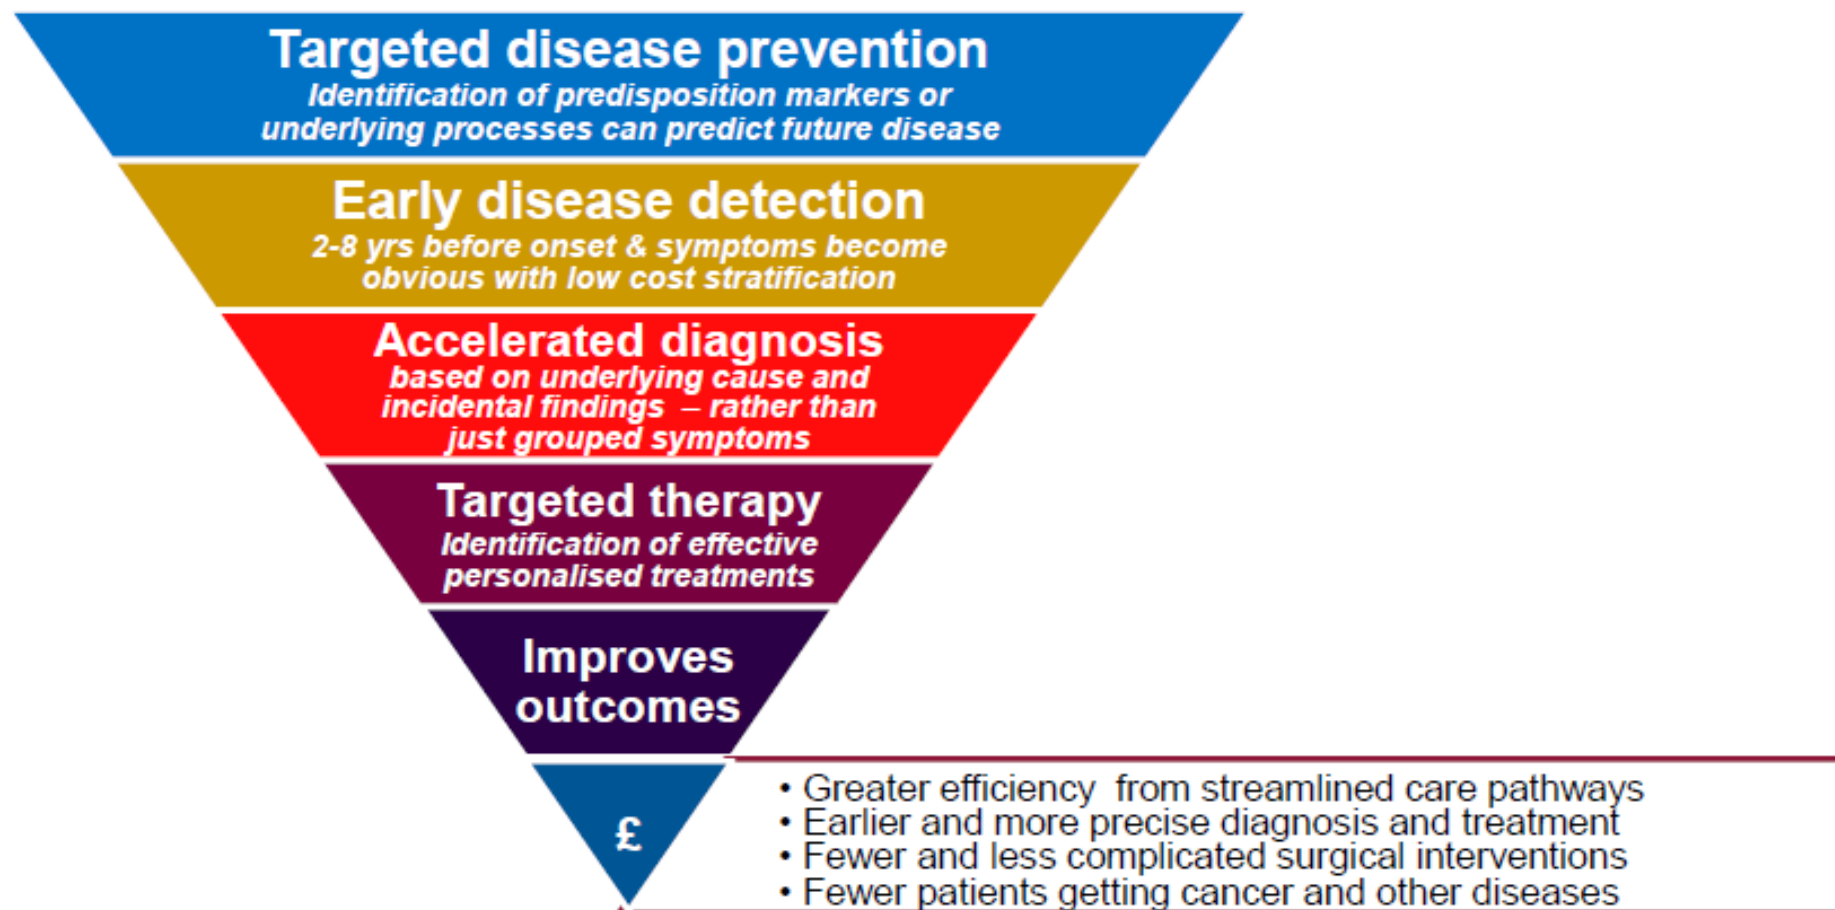 Targeted disease prevention
Identification of predisposition markers or
underlying processes can predict future disease
Early disease detection
2-8 yrs before onset & symptoms become
obvious with low cost stratification
Accelerated diagnosis
based on underlying cause and
incidental findings – rather than
just grouped symptoms
Targeted therapy
Identification of effective
personalised treatments
Improves
outcomes
£
• Greater efficiency from streamlined care pathways
• Earlier and more precise diagnosis and treatment
• Fewer and less complicated surgical interventions
• Fewer patients getting cancer and other diseases